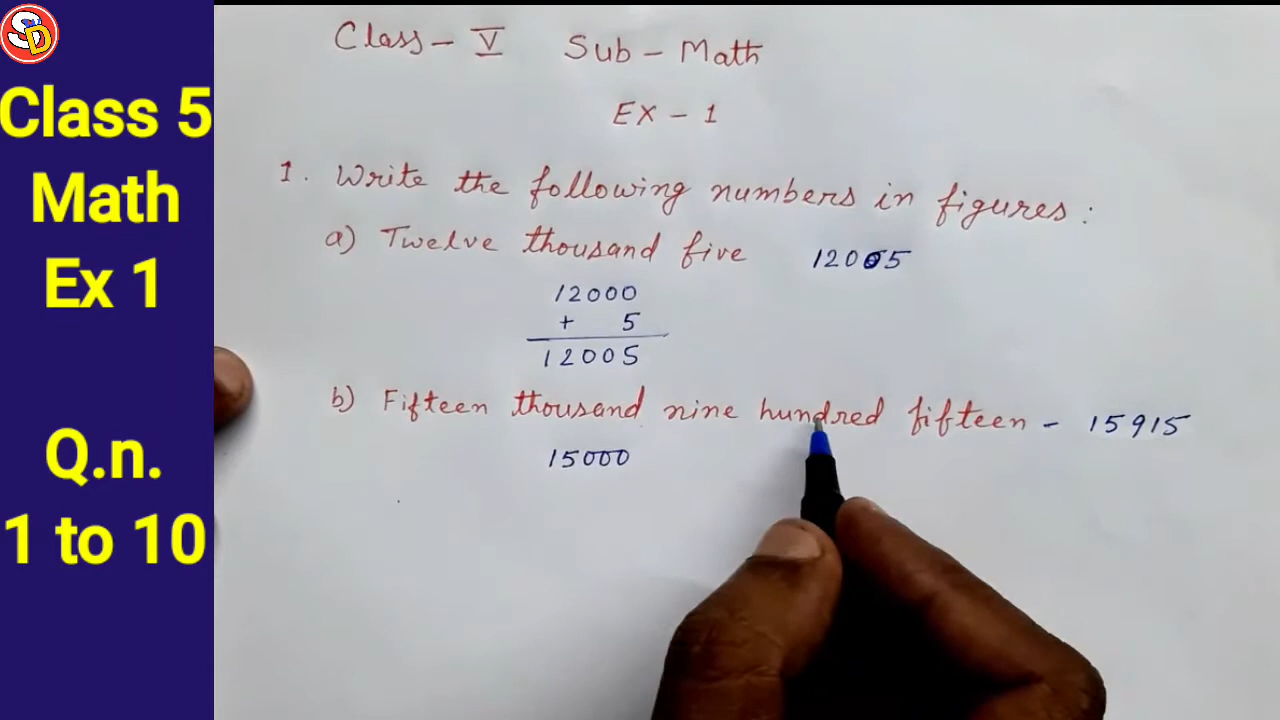 SD
Class 5
Math
Ex 1
Q.n.
1 to 10
Class - V Sub - Math
EX - 1
1. Write the following numbers in figures:
a) Twelve thousand five 12005
12000
+ 5
12005
b) Fifteen thousand nine hundred fifteen - 15915
15000